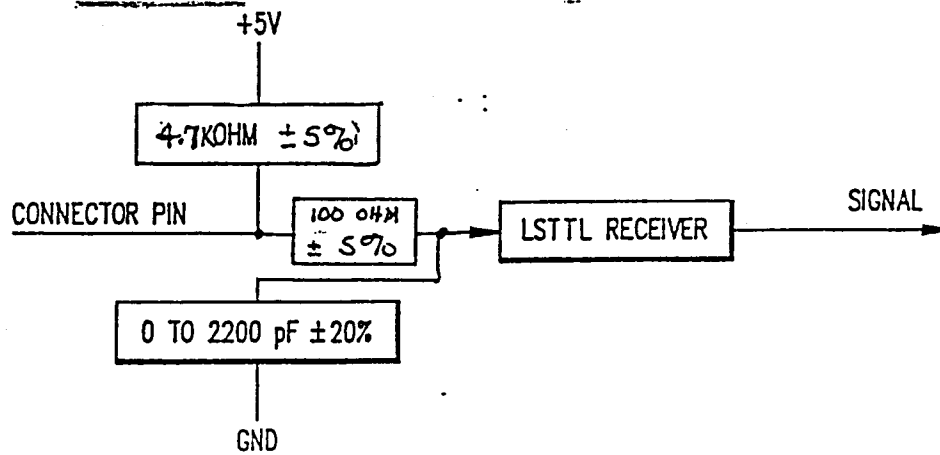 +5V
4.7KOHM ±5%
CONNECTOR PIN
100 OHM
± 5%
LSTTL RECEIVER
SIGNAL
0 TO 2200 pF ±20%
GND